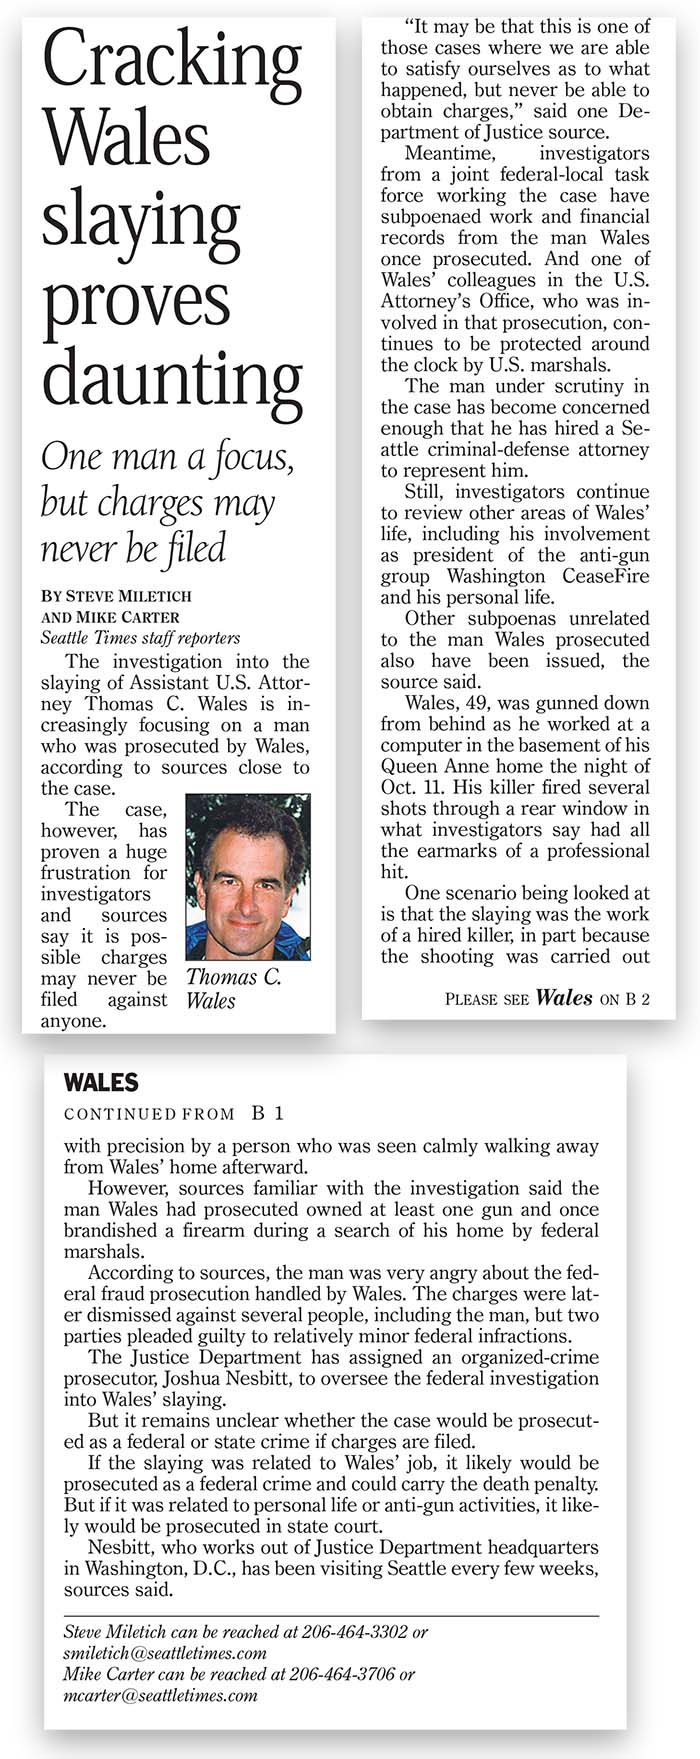 Cracking
Wales
slaying
proves
daunting
One man a focus,
but charges may
never be filed
BY STEVE MILETICH
AND MIKE CARTER
Seattle Times staff reporters
The investigation into the
slaying of Assistant U.S. Attor-
ney Thomas C. Wales is in-
creasingly focusing on a man
who was prosecuted by Wales,
according to sources close to
the case.
The case,
however, has
proven a huge
frustration for
investigators
and sources
say it is pos-
sible charges
may never be
filed against
anyone.
Thomas C.
Wales
“It may be that this is one of
those cases where we are able
to satisfy ourselves as to what
happened, but never be able to
obtain charges,” said one De-
partment of Justice source.
Meantime, investigators
from a joint federal-local task
force working the case have
subpoenaed work and financial
records from the man Wales
once prosecuted. And one of
Wales’ colleagues in the U.S.
Attorney’s Office, who was in-
volved in that prosecution, con-
tinues to be protected around
the clock by U.S. marshals.
The man under scrutiny in
the case has become concerned
enough that he has hired a Se-
attle criminal-defense attorney
to represent him.
Still, investigators continue
to review other areas of Wales’
life, including his involvement
as president of the anti-gun
group Washington CeaseFire
and his personal life.
Other subpoenas unrelated
to the man Wales prosecuted
also have been issued, the
source said.
Wales, 49, was gunned down
from behind as he worked at a
computer in the basement of his
Queen Anne home the night of
Oct. 11. His killer fired several
shots through a rear window in
what investigators say had all
the earmarks of a professional
hit.
One scenario being looked at
is that the slaying was the work
of a hired killer, in part because
the shooting was carried out
PLEASE SEE Wales ON B 2
WALES
CONTINUED FROM B 1
with precision by a person who was seen calmly walking away
from Wales’ home afterward.
However, sources familiar with the investigation said the
man Wales had prosecuted owned at least one gun and once
brandished a firearm during a search of his home by federal
marshals.
According to sources, the man was very angry about the fed-
eral fraud prosecution handled by Wales. The charges were lat-
er dismissed against several people, including the man, but two
parties pleaded guilty to relatively minor federal infractions.
The Justice Department has assigned an organized-crime
prosecutor, Joshua Nesbitt, to oversee the federal investigation
into Wales’ slaying.
But it remains unclear whether the case would be prosecut-
ed as a federal or state crime if charges are filed.
If the slaying was related to Wales’ job, it likely would be
prosecuted as a federal crime and could carry the death penalty.
But if it was related to personal life or anti-gun activities, it like-
ly would be prosecuted in state court.
Nesbitt, who works out of Justice Department headquarters
in Washington, D.C., has been visiting Seattle every few weeks,
sources said.
Steve Miletich can be reached at 206-464-3302 or
smiletich@seattletimes.com
Mike Carter can be reached at 206-464-3706 or
mcarter@seattletimes.com